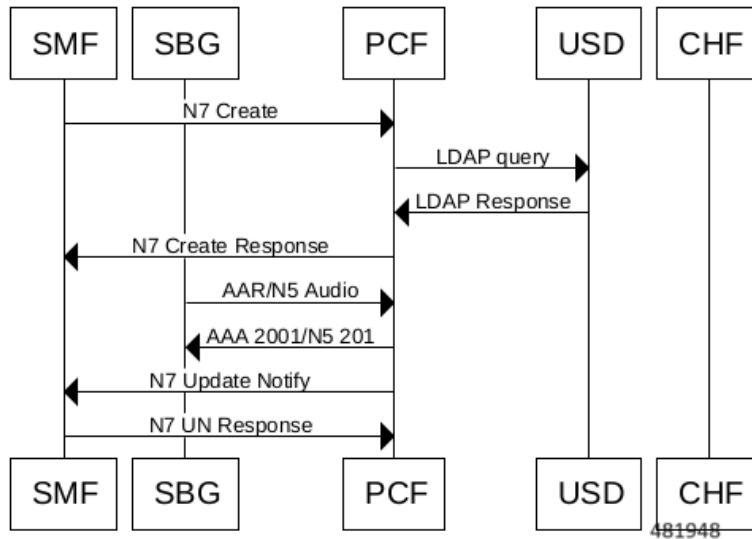 SMF SBG PCF USD CHF
N7 Create
LDAP query
LDAP Response
N7 Create Response
AAR/N5 Audio
AAA 2001/N5 201
N7 Update Notify
N7 UN Response
SMF SBG PCF USD CHF
481948